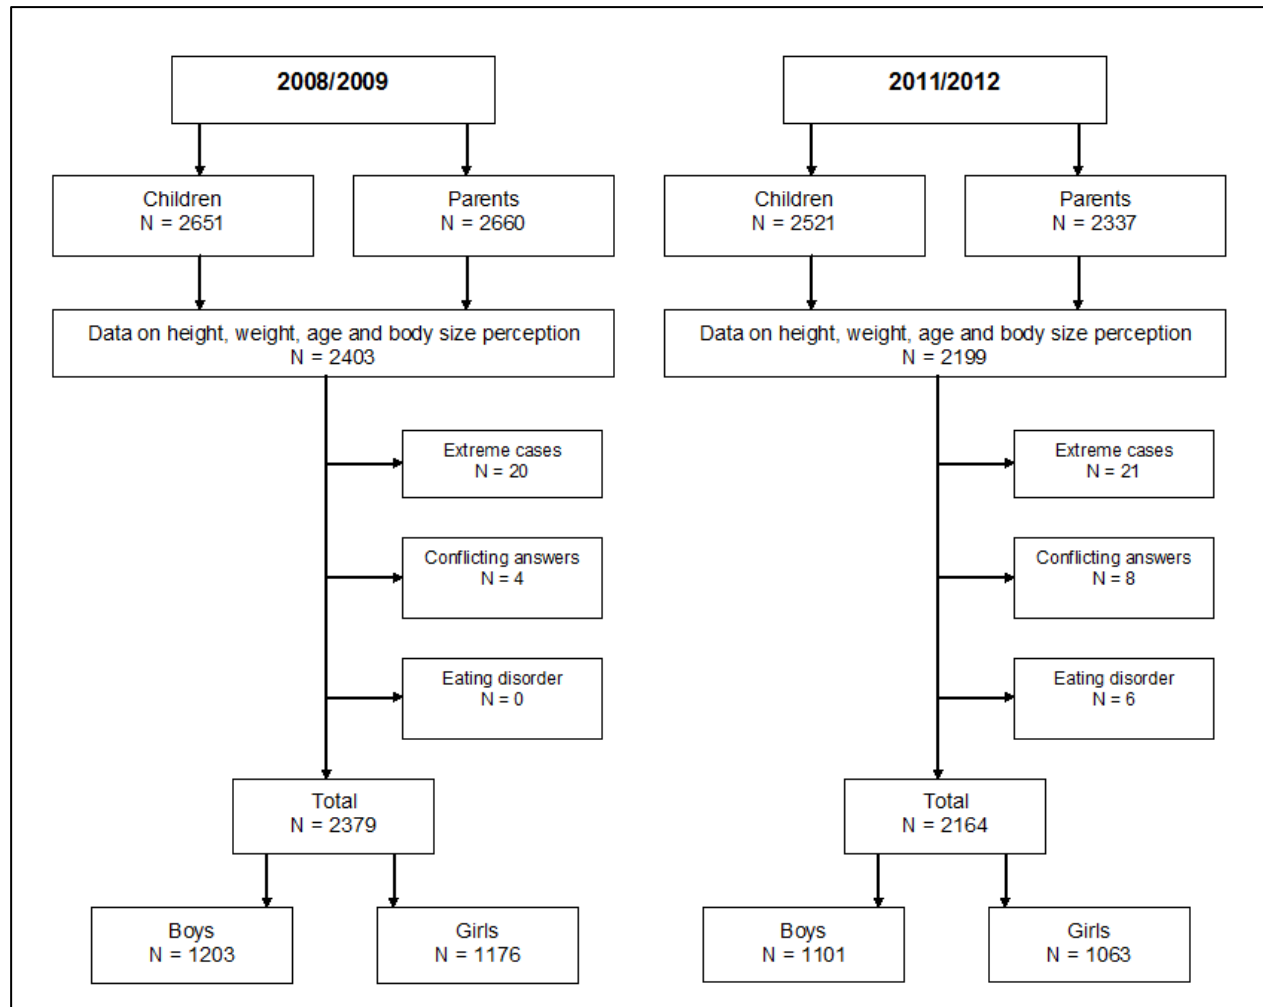 2008/2009
Children
N = 2651
Parents
N = 2660
Data on height, weight, age and body size perception
N = 2403
Extreme cases
N = 20
Conflicting answers
N = 4
Eating disorder
N = 0
Total
N = 2379
Boys
N = 1203
Girls
N = 1176
2011/2012
Children
N = 2521
Parents
N = 2337
Data on height, weight, age and body size perception
N = 2199
Extreme cases
N = 21
Conflicting answers
N = 8
Eating disorder
N = 6
Total
N = 2164
Boys
N = 1101
Girls
N = 1063